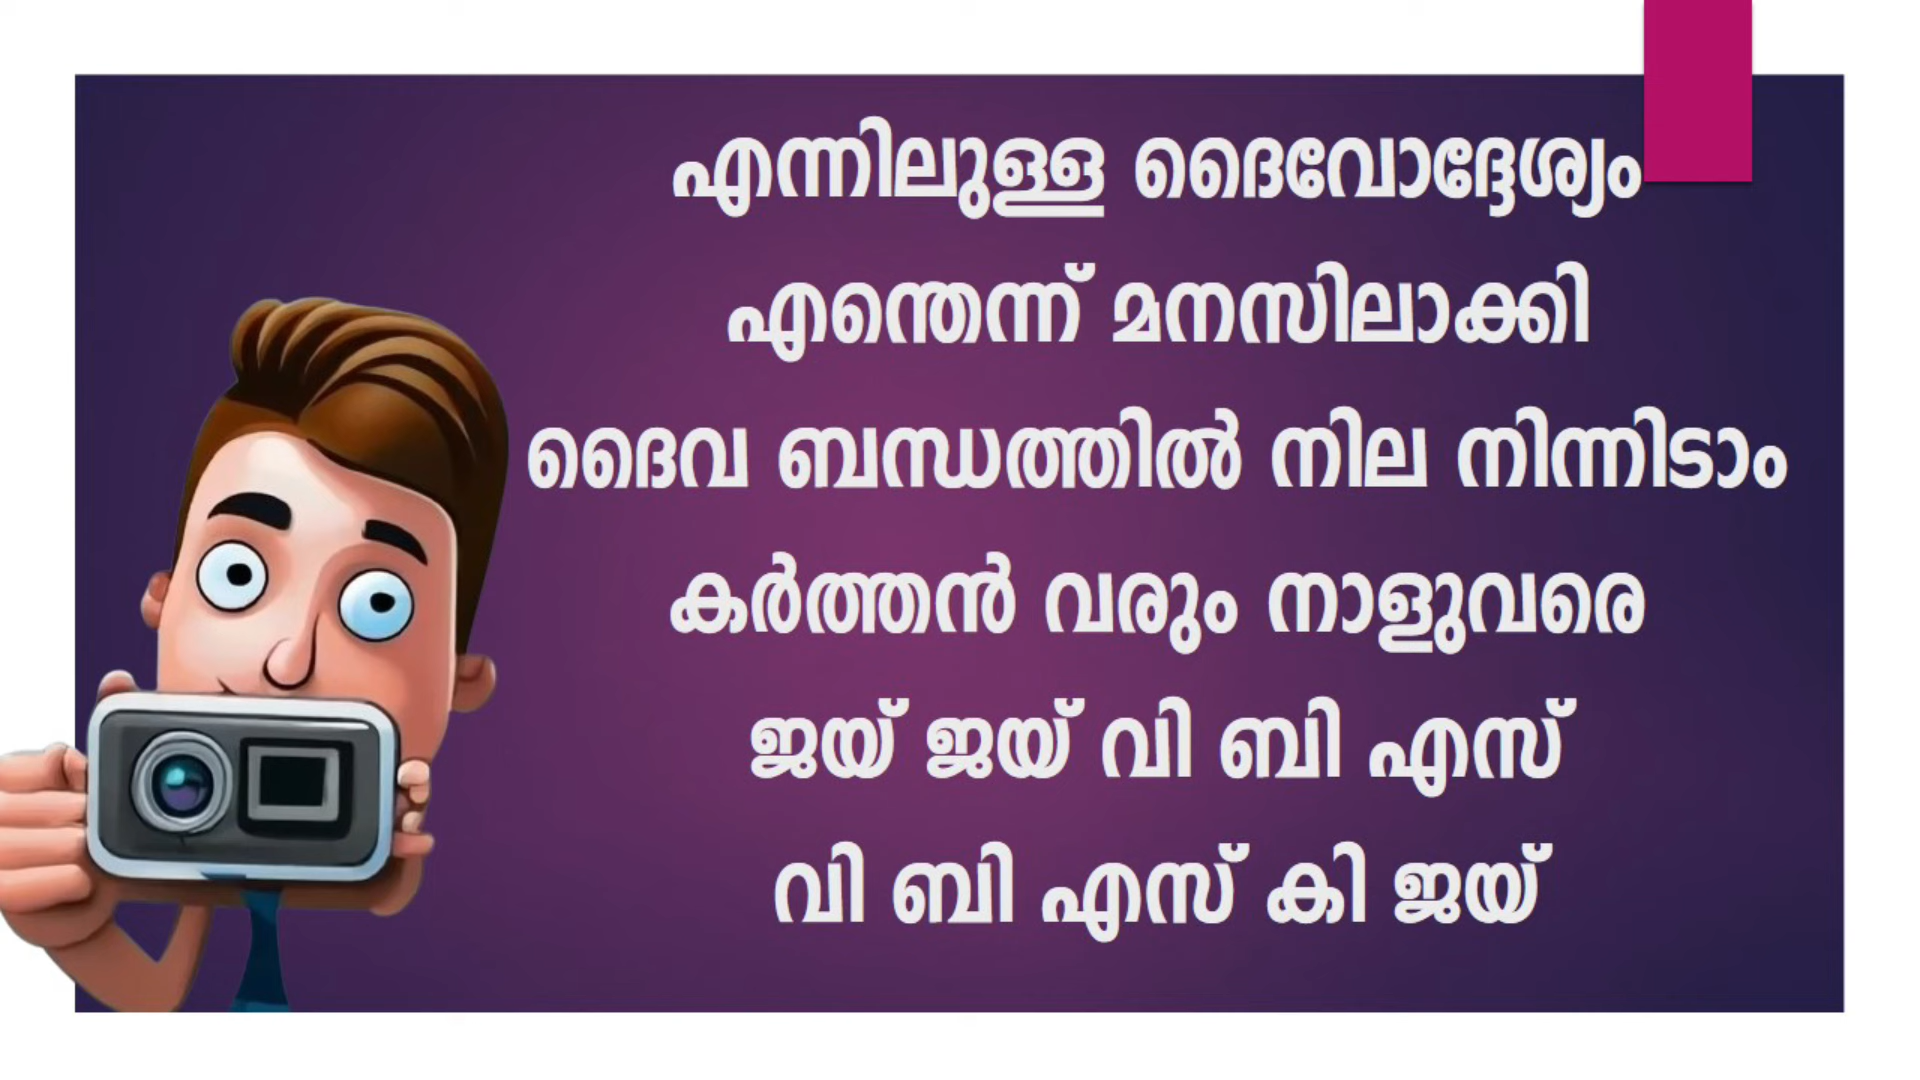 എന്നിലുള്ള ദൈവോദ്ദേശ്യം
എന്തെന്ന് മനസിലാക്കി
ദൈവ ബന്ധത്തിൽ നില നിന്നിടാം
കർത്തൻ വരും നാളുവരെ
ജയ് ജയ് വി ബി എസ്
വി ബി എസ് കി ജയ്